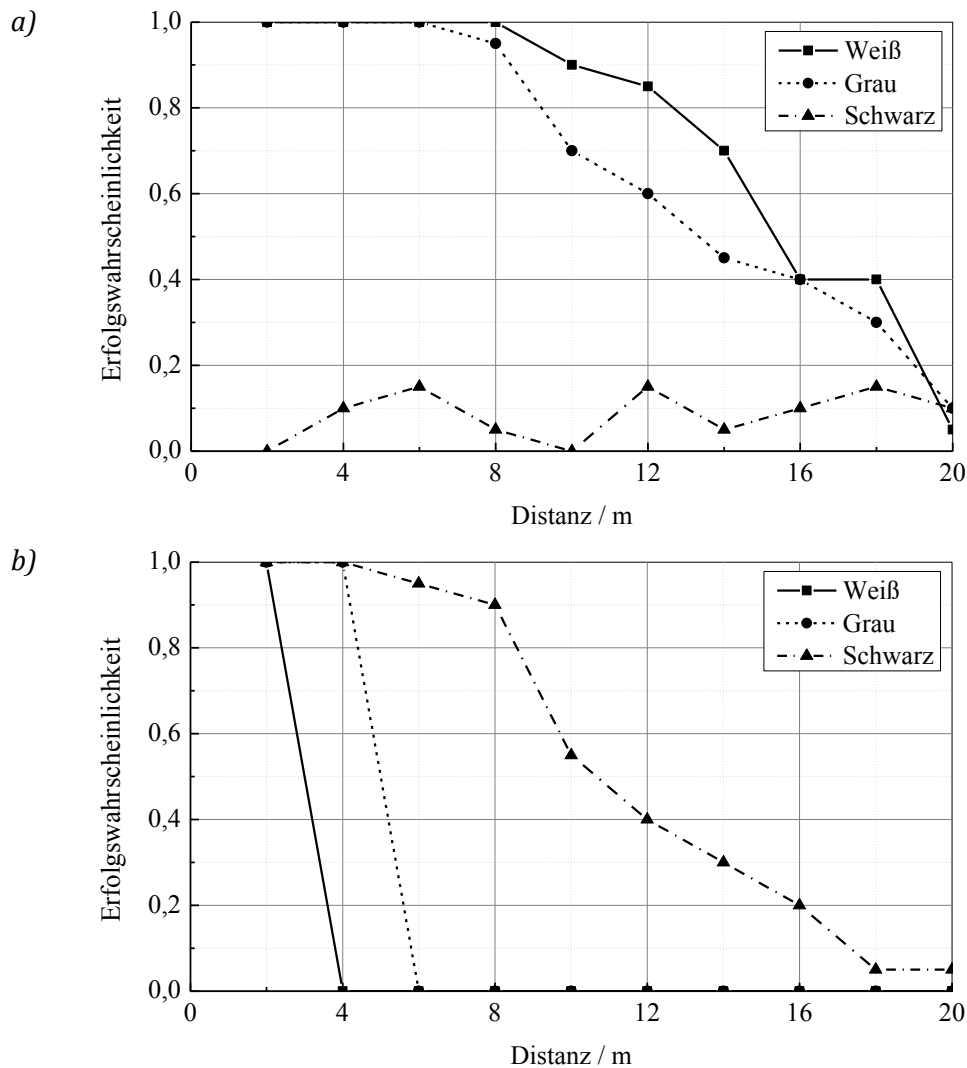 a)
1,0
0,8
0,6
0,4
0,2
0,0
Erfolgswahrscheinlichkeit
Weiß
Grau
Schwarz
0 4 8 12 16 20
Distanz / m
b)
1,0
0,8
0,6
0,4
0,2
0,0
Erfolgswahrscheinlichkeit
Weiß
Grau
Schwarz
0 4 8 12 16 20
Distanz / m